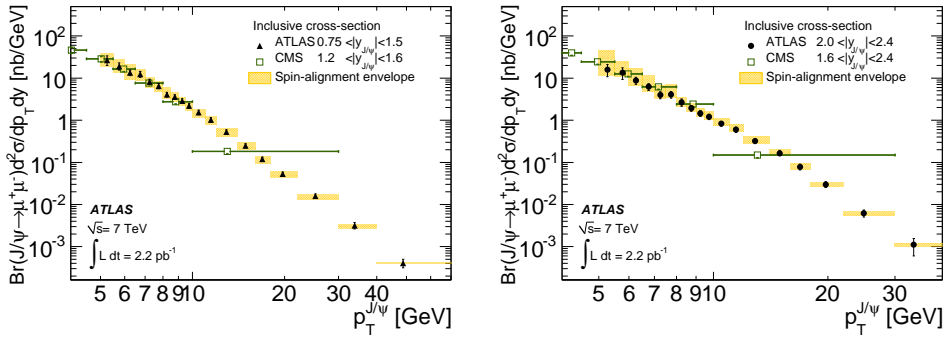 Br(J/ψ→μ⁺μ⁻)d²σ/dp_T dy [nb/GeV]
10²
10
1
10⁻¹
10⁻²
10⁻³
Inclusive cross-section
ATLAS 0.75 <|y_J/ψ|<1.5
CMS 1.2 <|y_J/ψ|<1.6
Spin-alignment envelope
ATLAS
√s= 7 TeV
∫L dt = 2.2 pb⁻¹
5 6 7 8 910 20 30 40
p_T^J/ψ [GeV]
Br(J/ψ→μ⁺μ⁻)d²σ/dp_T dy [nb/GeV]
10²
10
1
10⁻¹
10⁻²
10⁻³
Inclusive cross-section
ATLAS 2.0 <|y_J/ψ|<2.4
CMS 1.6 <|y_J/ψ|<2.4
Spin-alignment envelope
ATLAS
√s= 7 TeV
∫L dt = 2.2 pb⁻¹
5 6 7 8 910 20 30
p_T^J/ψ [GeV]